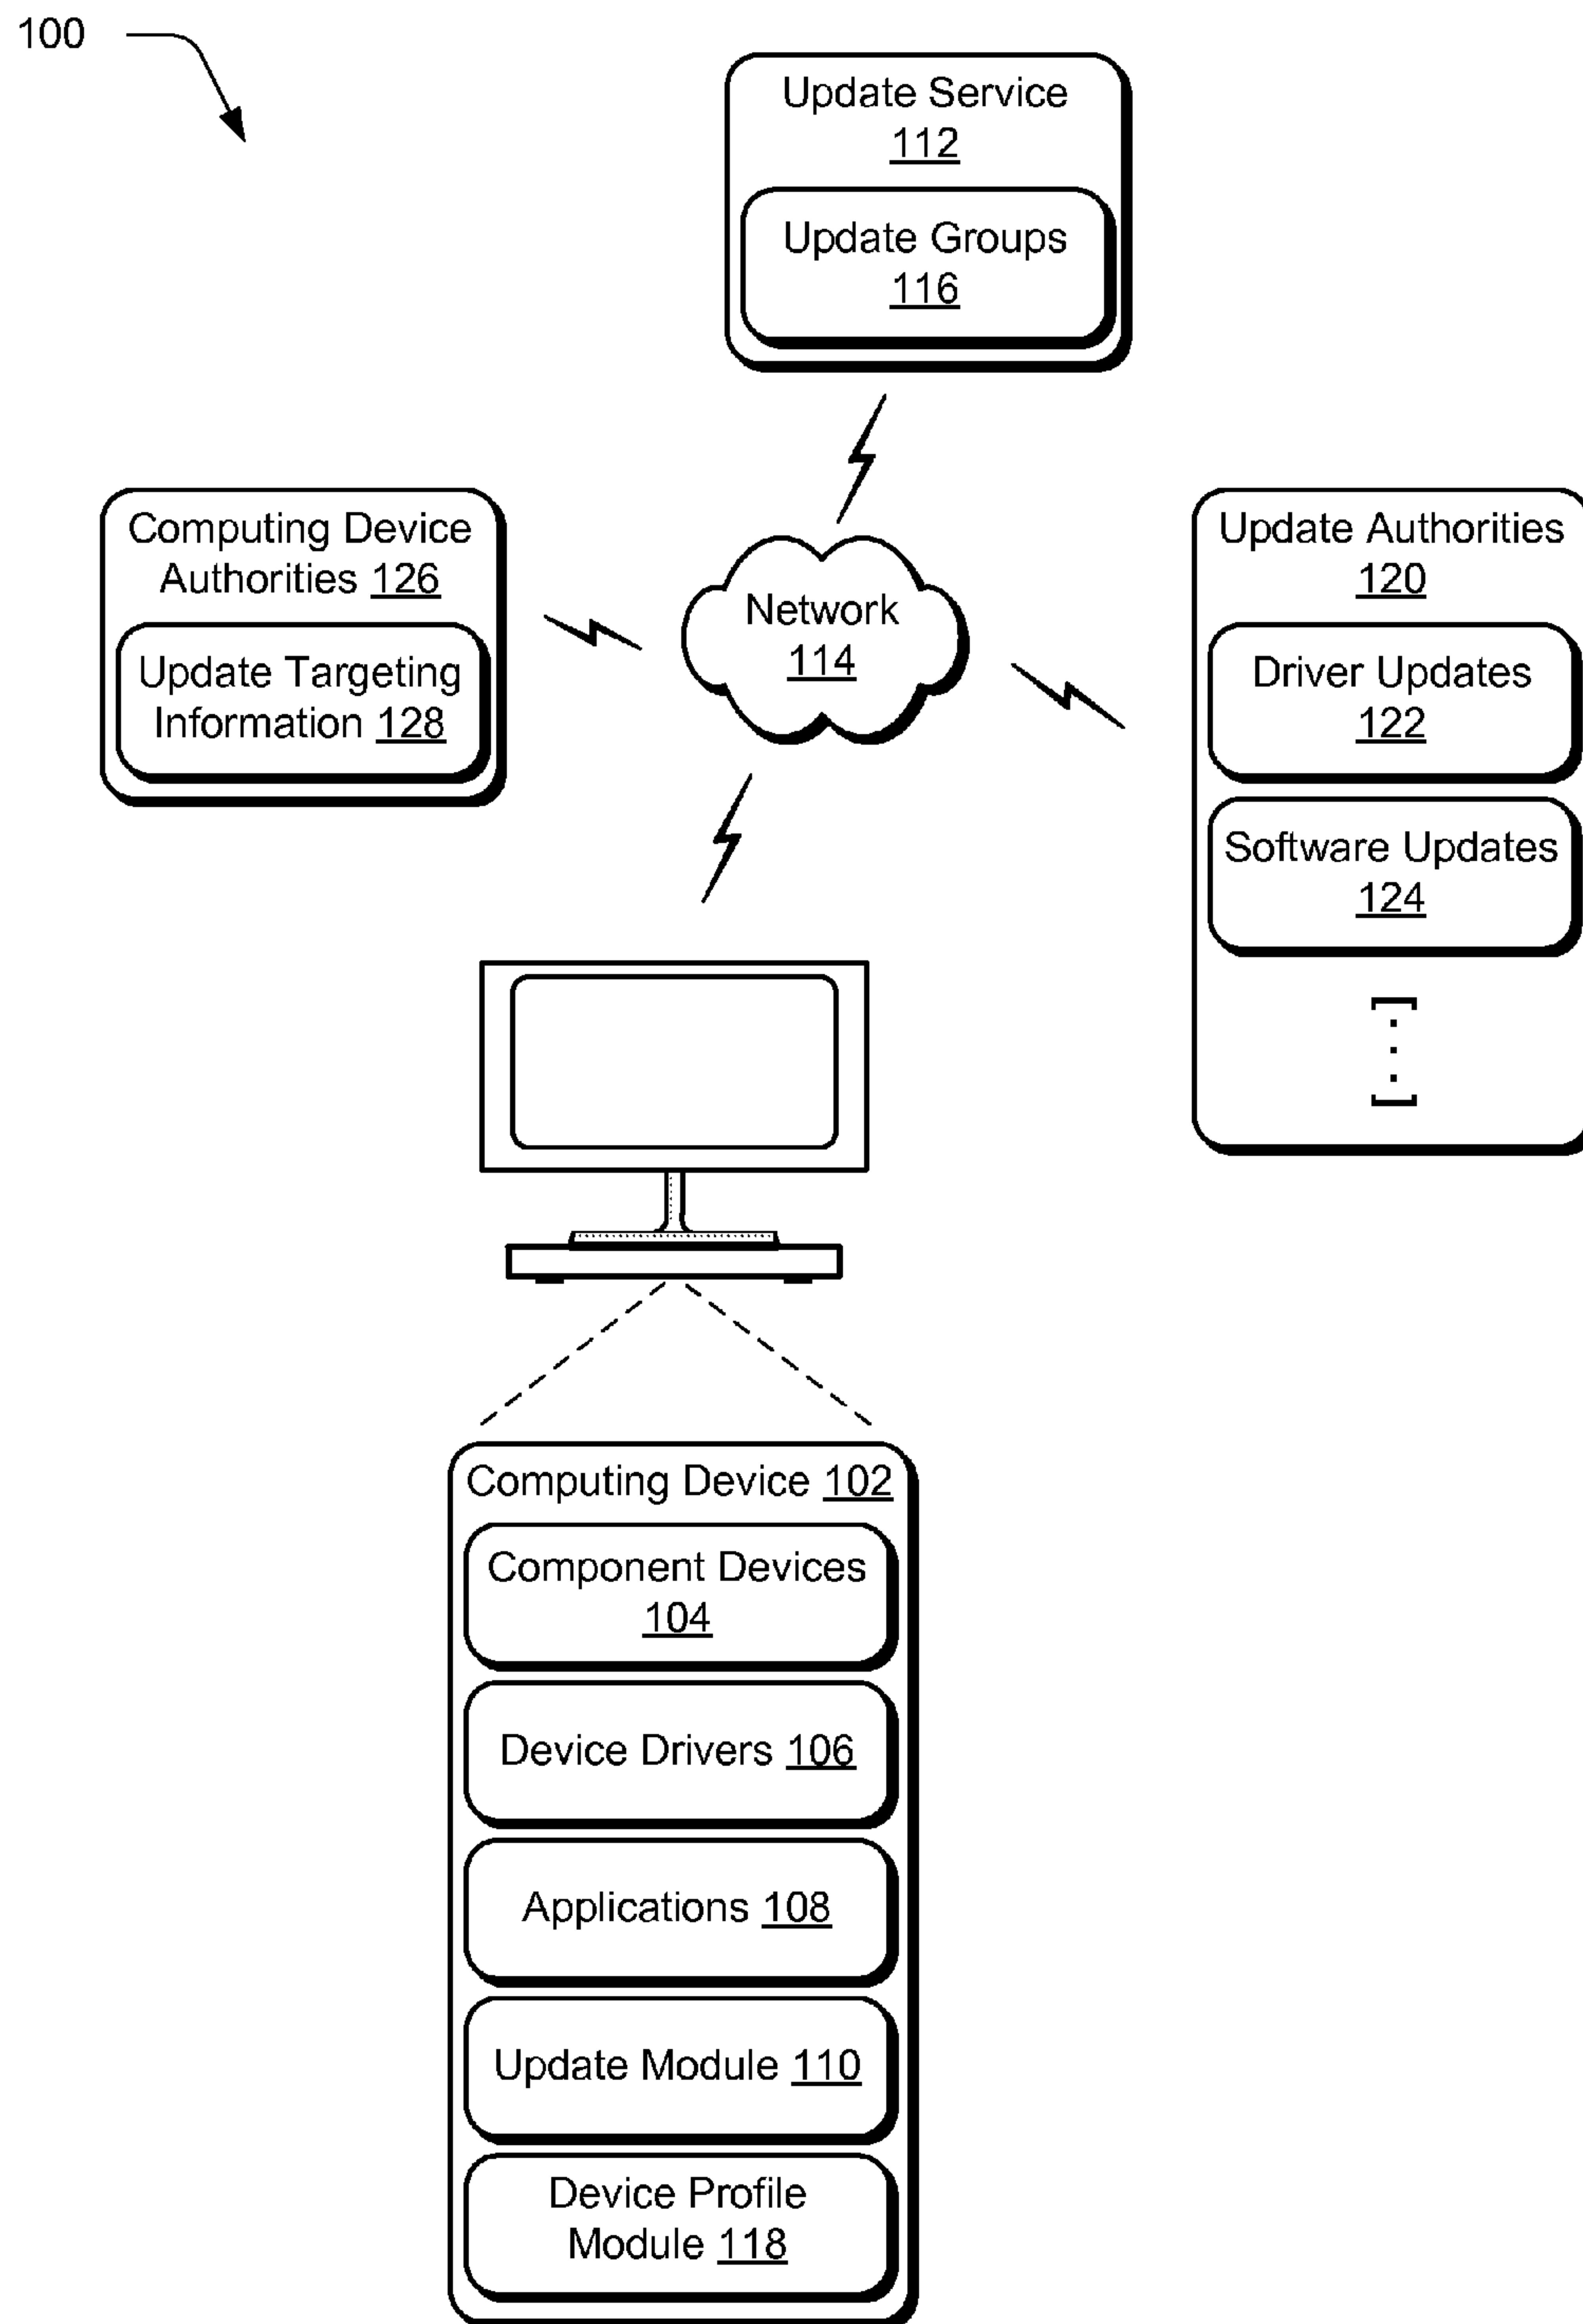 100
Update Service
112
Update Groups
116
Computing Device
Authorities 126
Update Targeting
Information 128
Network
114
Update Authorities
120
Driver Updates
122
Software Updates
124
Computing Device 102
Component Devices
104
Device Drivers 106
Applications 108
Update Module 110
Device Profile
Module 118